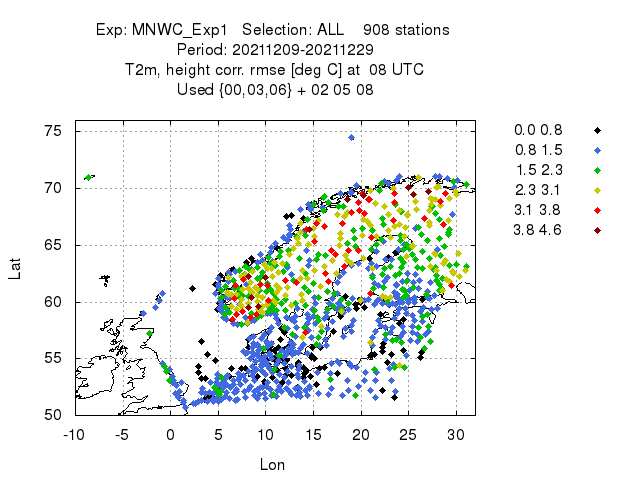 Exp: MNWC_Exp1 Selection: ALL 908 stations
Period: 20211209-20211229
T2m, height corr. rmse [deg C] at 08 UTC
Used {00,03,06} + 02 05 08
75
70
65
60
55
50
Lat
-10 -5 0 5 10 15 20 25 30
Lon
0.0 0.8
0.8 1.5
1.5 2.3
2.3 3.1
3.1 3.8
3.8 4.6